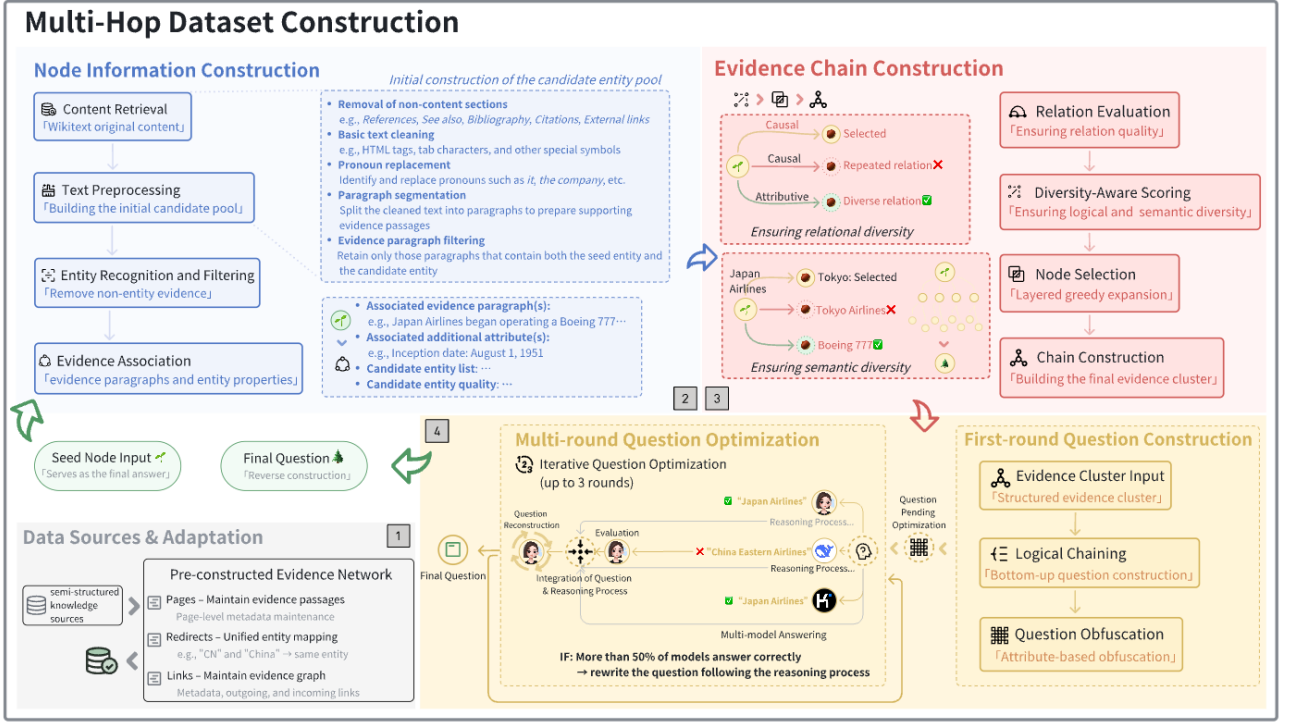 Multi-Hop Dataset Construction
Node Information Construction
Content Retrieval
「Wikitext original content」
Text Preprocessing
「Building the initial candidate pool」
Entity Recognition and Filtering
「Remove non-entity evidence」
Evidence Association
「evidence paragraphs and entity properties」
Initial construction of the candidate entity pool
• Removal of non-content sections
e.g., References, See also, Bibliography, Citations, External links
• Basic text cleaning
e.g., HTML tags, tab characters, and other special symbols
• Pronoun replacement
Identify and replace pronouns such as it, the company, etc.
• Paragraph segmentation
Split the cleaned text into paragraphs to prepare supporting
evidence passages
• Evidence paragraph filtering
Retain only those paragraphs that contain both the seed entity and
the candidate entity
• Associated evidence paragraph(s):
e.g., Japan Airlines began operating a Boeing 777…
• Associated additional attribute(s):
e.g., Inception date: August 1, 1951
• Candidate entity list: …
• Candidate entity quality: …
2
3
Evidence Chain Construction
Causal
Selected
Causal
Repeated relation❌
Attributive
Diverse relation✅
Ensuring relational diversity
Japan
Airlines
Tokyo: Selected
Tokyo Airlines❌
Boeing 777✅
Ensuring semantic diversity
Relation Evaluation
「Ensuring relation quality」
Diversity-Aware Scoring
「Ensuring logical and semantic diversity」
Node Selection
「Layered greedy expansion」
Chain Construction
「Building the final evidence cluster」
Seed Node Input
「Serves as the final answer」
Final Question
「Reverse construction」
Data Sources & Adaptation
1
semi-structured
knowledge
sources
Pre-constructed Evidence Network
Pages – Maintain evidence passages
Page-level metadata maintenance
Redirects – Unified entity mapping
e.g., "CN" and "China" → same entity
Links – Maintain evidence graph
Metadata, outgoing, and incoming links
4
Multi-round Question Optimization
Iterative Question Optimization
(up to 3 rounds)
✅ "Japan Airlines"
Reasoning Process...
Question
Reconstruction
Evaluation
❌ "China Eastern Airlines"
Reasoning Process...
Final Question
Integration of Question
& Reasoning Process
✅ "Japan Airlines"
Multi-model Answering
IF: More than 50% of models answer correctly
→ rewrite the question following the reasoning process
Question
Pending
Optimization
First-round Question Construction
Evidence Cluster Input
「Structured evidence cluster」
Logical Chaining
「Bottom-up question construction」
Question Obfuscation
「Attribute-based obfuscation」